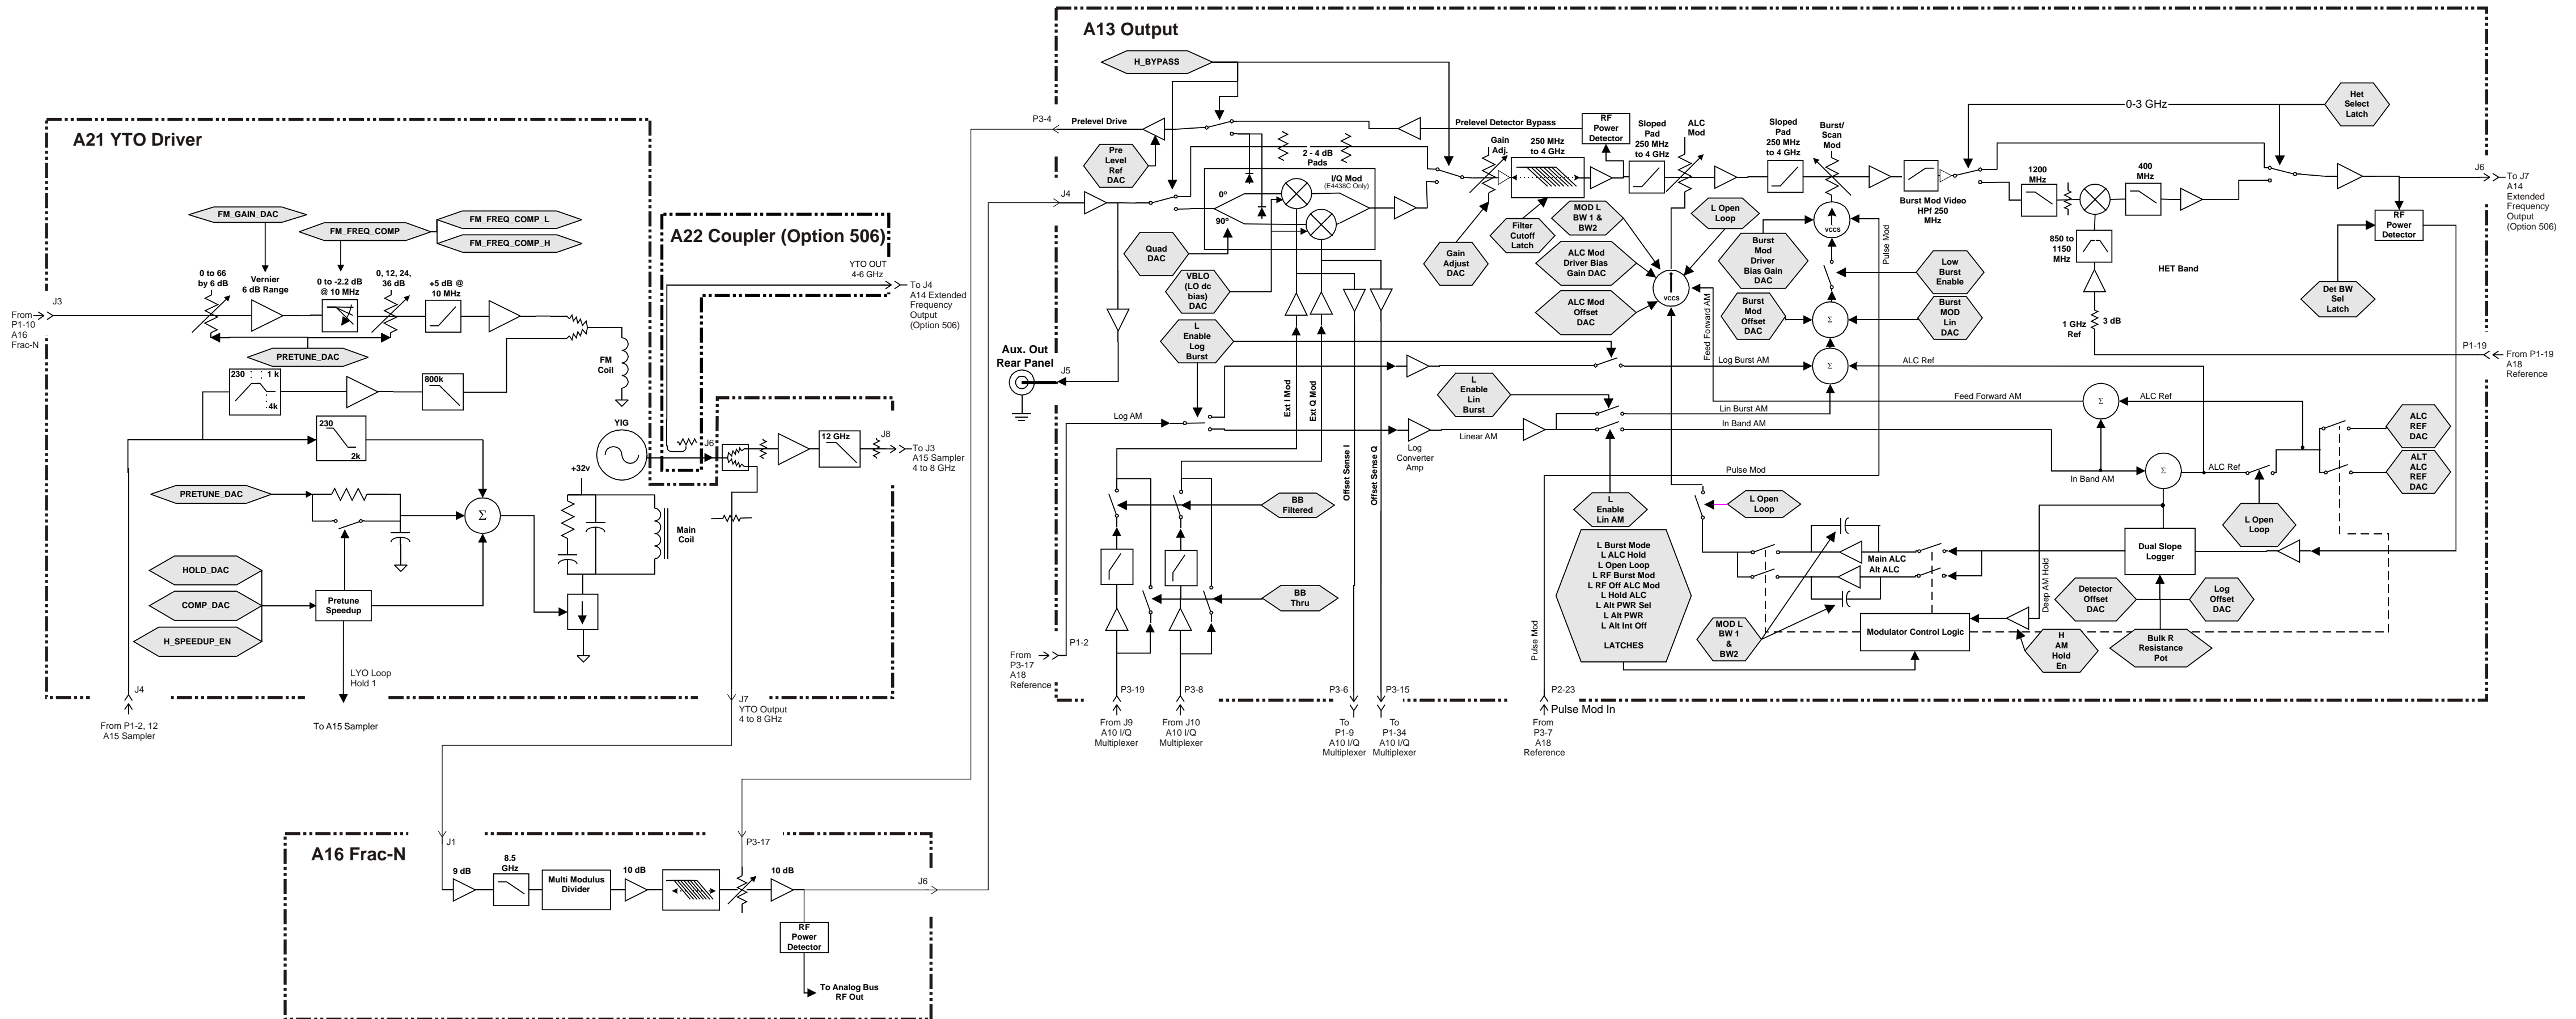 A21 YTO Driver
FM_GAIN_DAC
FM_FREQ_COMP
FM_FREQ_COMP_L
FM_FREQ_COMP_H
0 to 66
by 6 dB
Vernier
6 dB Range
0 to -2.2 dB
@ 10 MHz
0, 12, 24,
36 dB
+5 dB @
10 MHz
J3
From
P1-10
A16
Frac-N
PRETUNE_DAC
FM
Coil
230
1 k
4k
800k
230
2k
YIG
+32v
PRETUNE_DAC
Σ
Main
Coil
HOLD_DAC
COMP_DAC
H_SPEEDUP_EN
Pretune
Speedup
LYO Loop
Hold 1
J4
From P1-2, 12
A15 Sampler
To A15 Sampler
J7
YTO Output
4 to 8 GHz
A22 Coupler (Option 506)
YTO OUT
4-6 GHz
To J4
A14 Extended
Frequency
Output
(Option 506)
J6
12 GHz
J8
To J3
A15 Sampler
4 to 8 GHz
A16 Frac-N
J1
P3-17
9 dB
8.5
GHz
Multi Modulus
Divider
10 dB
10 dB
J6
RF
Power
Detector
To Analog Bus
RF Out
A13 Output
H_BYPASS
P3-4
Prelevel Drive
Pre
Level
Ref
DAC
J4
Prelevel Detector Bypass
2 - 4 dB
Pads
I/Q Mod
(E4438C Only)
0º
90º
Quad
DAC
VBLO
(LO dc
bias)
DAC
Gain
Adj.
250 MHz
to 4 GHz
RF
Power
Detector
Sloped
Pad
250 MHz
to 4 GHz
ALC
Mod
Sloped
Pad
250 MHz
to 4 GHz
Burst/
Scan
Mod
Burst Mod Video
HPf 250
MHz
0-3 GHz
Het
Select
Latch
1200
MHz
400
MHz
850 to
1150
MHz
HET Band
1 GHz
Ref
3 dB
J6
To J7
A14
Extended
Frequency
Output
(Option 506)
RF
Power
Detector
Det BW
Sel
Latch
P1-19
From P1-19
A18
Reference
Gain
Adjust
DAC
Filter
Cutoff
Latch
MOD L
BW 1 &
BW2
ALC Mod
Driver Bias
Gain DAC
ALC Mod
Offset
DAC
L Open
Loop
vccs
Burst
Mod
Driver
Bias Gain
DAC
vccs
Pulse Mod
Low
Burst
Enable
Burst
Mod
Offset
DAC
Σ
Burst
MOD
Lin
DAC
Σ
Feed Forward AM
L
Enable
Log
Burst
Log Burst AM
ALC Ref
Aux. Out
Rear Panel
J5
Log AM
Ext I Mod
Ext Q Mod
Offset Sense I
Offset Sense Q
L
Enable
Lin
Burst
Lin Burst AM
Feed Forward AM
Σ
ALC Ref
Linear AM
Log
Converter
Amp
In Band AM
In Band AM
Σ
ALC Ref
ALC
REF
DAC
ALT
ALC
REF
DAC
L Open
Loop
Pulse Mod
L
Enable
Lin AM
L Open
Loop
BB
Filtered
BB
Thru
L Burst Mode
L ALC Hold
L Open Loop
L RF Burst Mod
L RF Off ALC Mod
L Hold ALC
L Alt PWR Sel
L Alt PWR
L Alt Int Off
LATCHES
Main ALC
Alt ALC
MOD L
BW 1
&
BW2
Modulator Control Logic
Deep AM Hold
Dual Slope
Logger
Detector
Offset
DAC
Log
Offset
DAC
H
AM
Hold
En
Bulk R
Resistance
Pot
P1-2
From
P3-17
A18
Reference
P3-19
From J9
A10 I/Q
Multiplexer
P3-8
From J10
A10 I/Q
Multiplexer
P3-6
To
P1-9
A10 I/Q
Multiplexer
P3-15
To
P1-34
A10 I/Q
Multiplexer
Pulse Mod
P2-23
Pulse Mod In
From
P3-7
A18
Reference